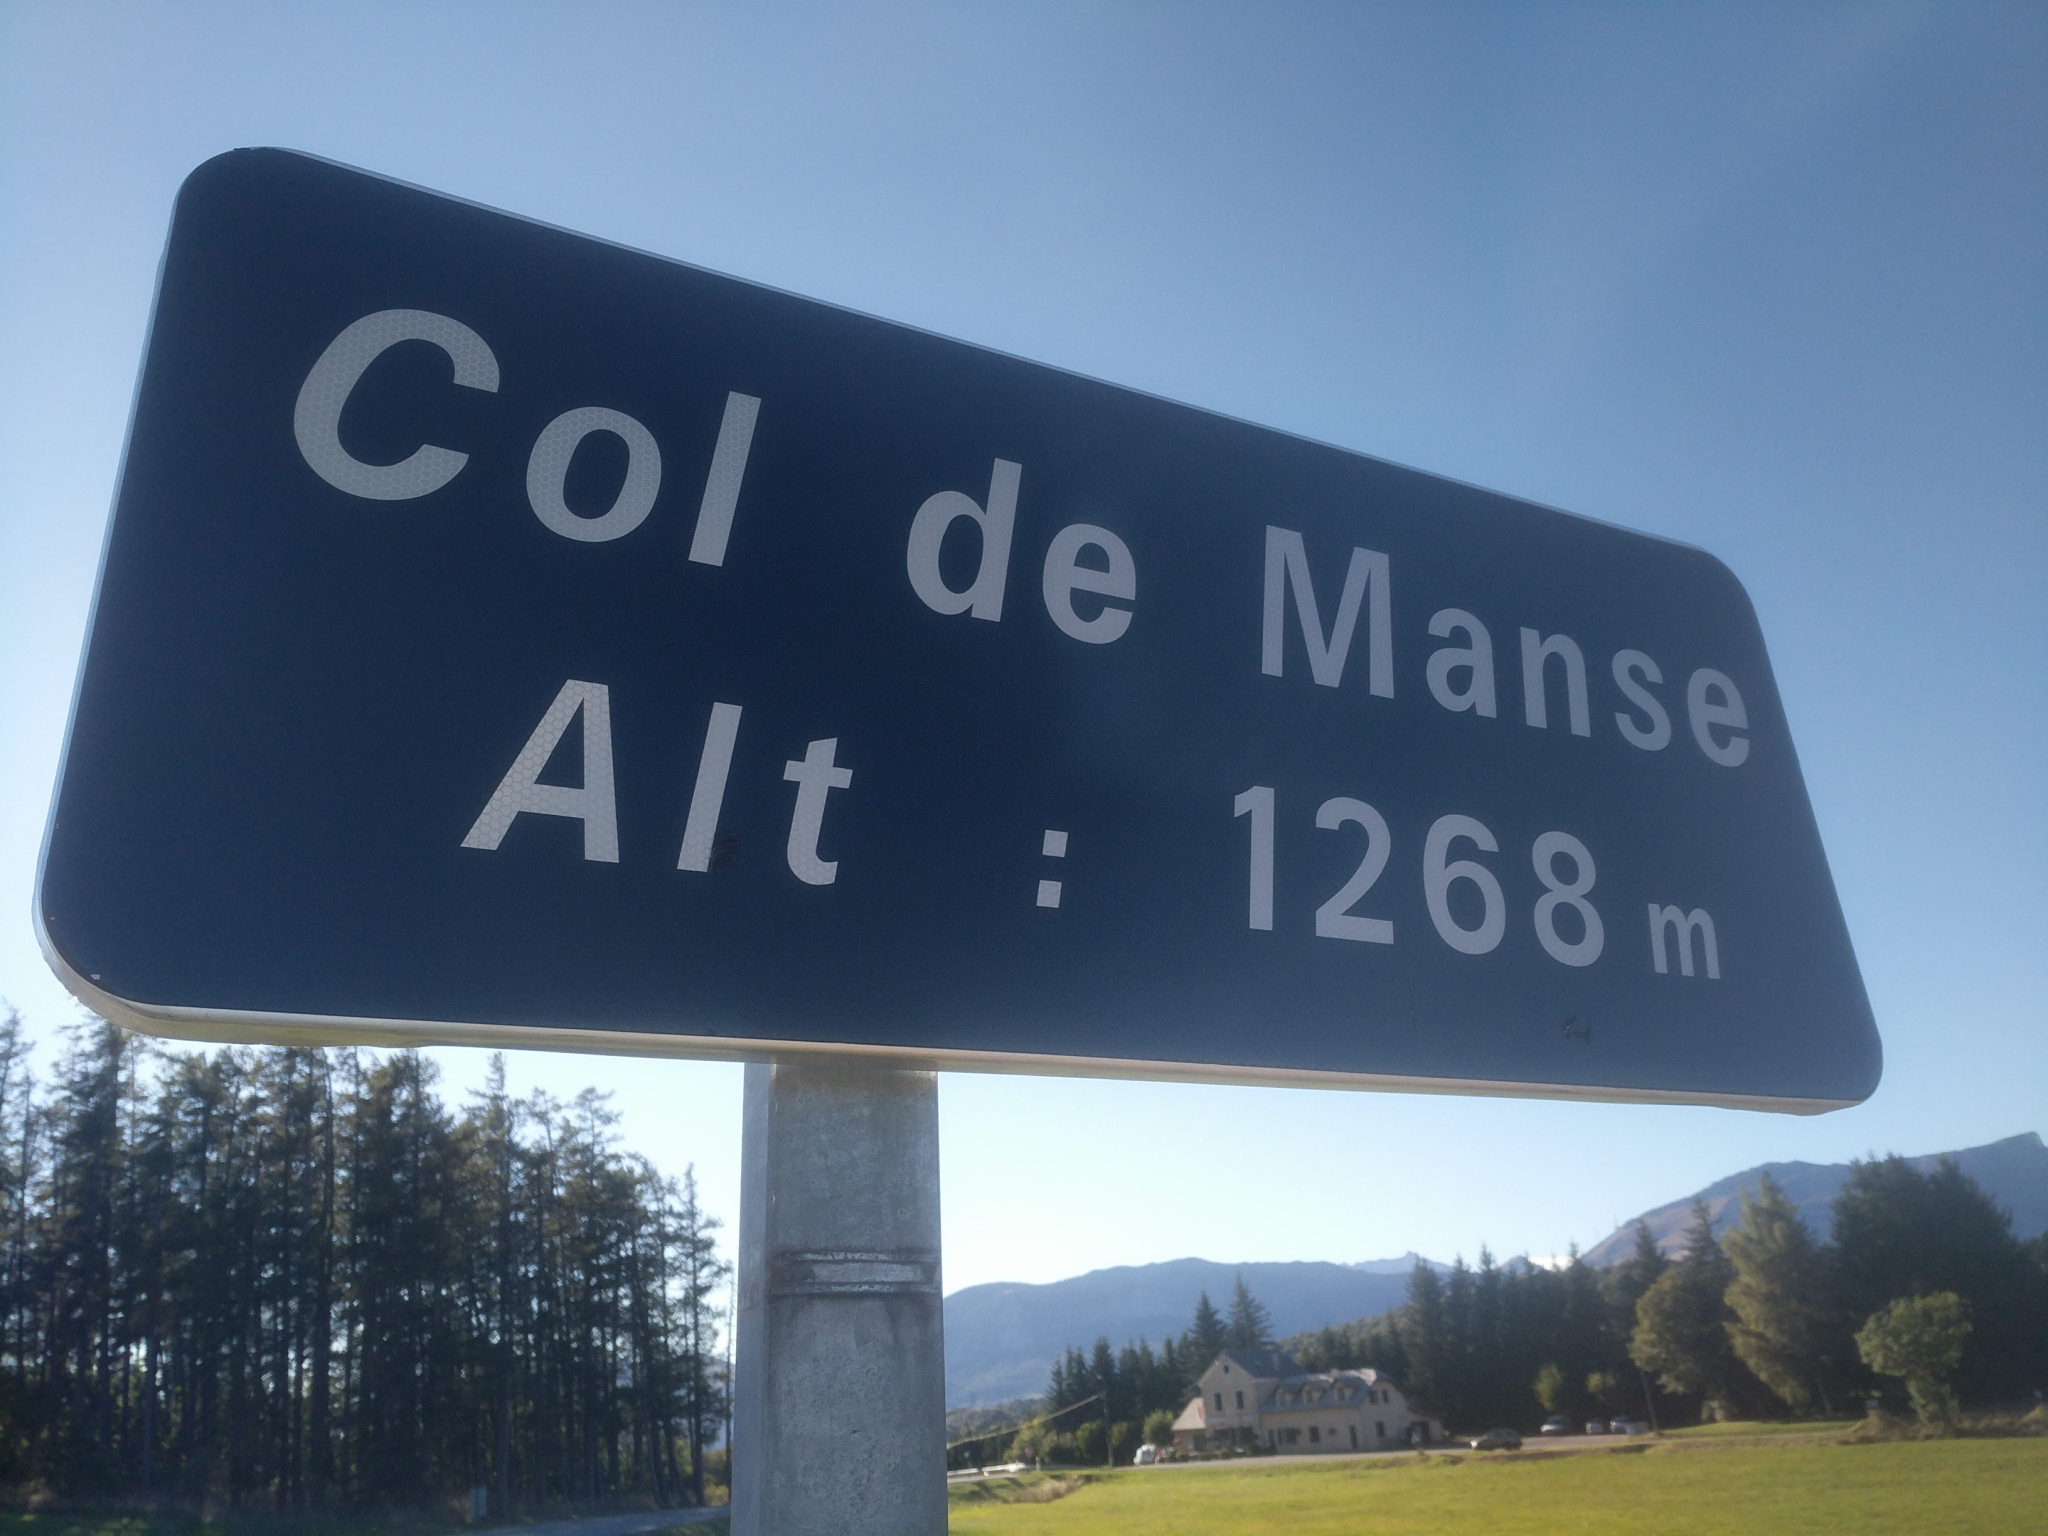 Col de Manse
Alt : 1268 m